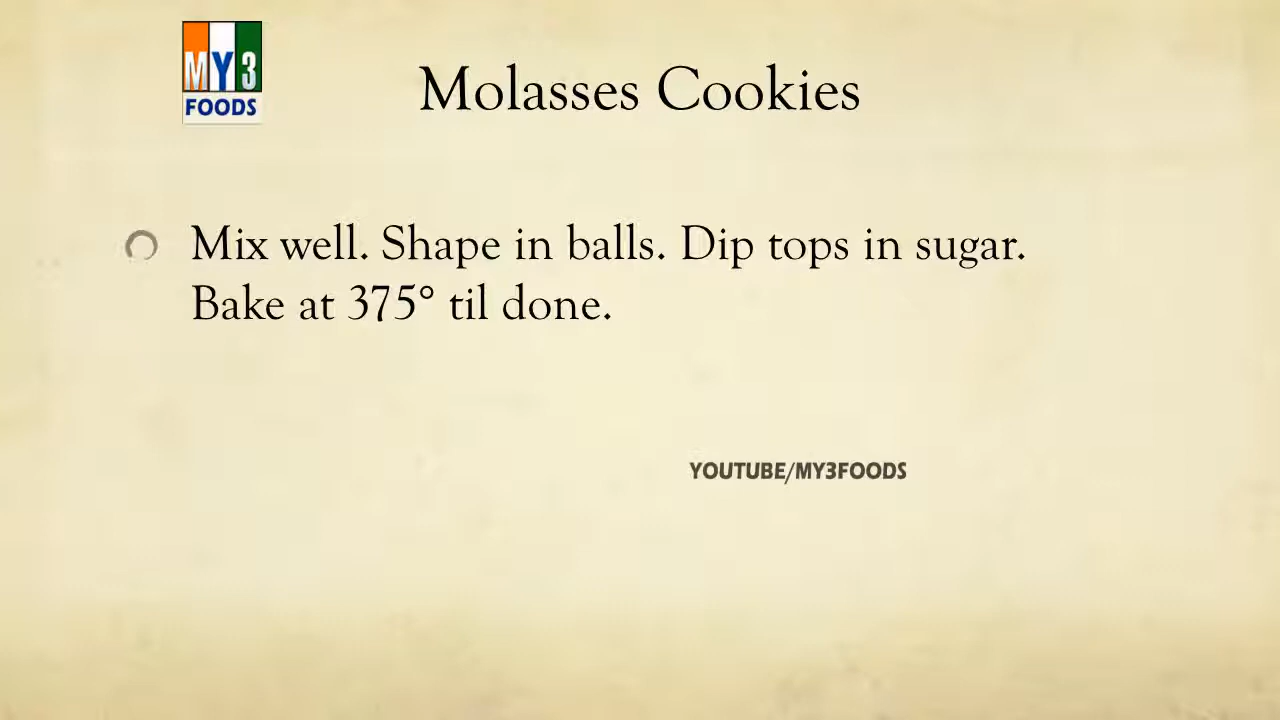 MY3
FOODS
Molasses Cookies
Mix well. Shape in balls. Dip tops in sugar.
Bake at 375° til done.
YOUTUBE/MY3FOODS